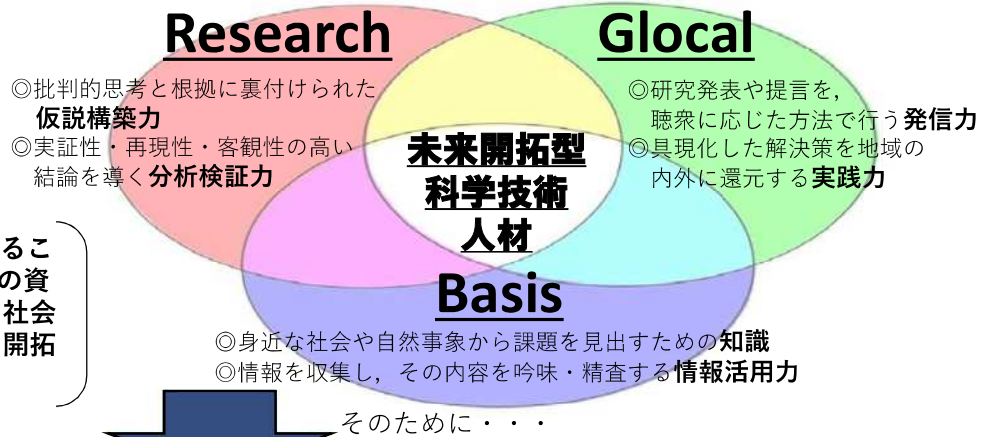 Research
Glocal
◎批判的思考と根拠に裏付けられた
仮説構築力
◎実証性・再現性・客観性の高い
結論を導く分析検証力
◎研究発表や提言を，
聴衆に応じた方法で行う発信力
◎具現化した解決策を地域の
内外に還元する実践力
未来開拓型
科学技術
人材
るこ
の資
社会
開拓
Basis
◎身近な社会や自然事象から課題を見出すための知識
◎情報を収集し，その内容を吟味・精査する情報活用力
そのために・・・